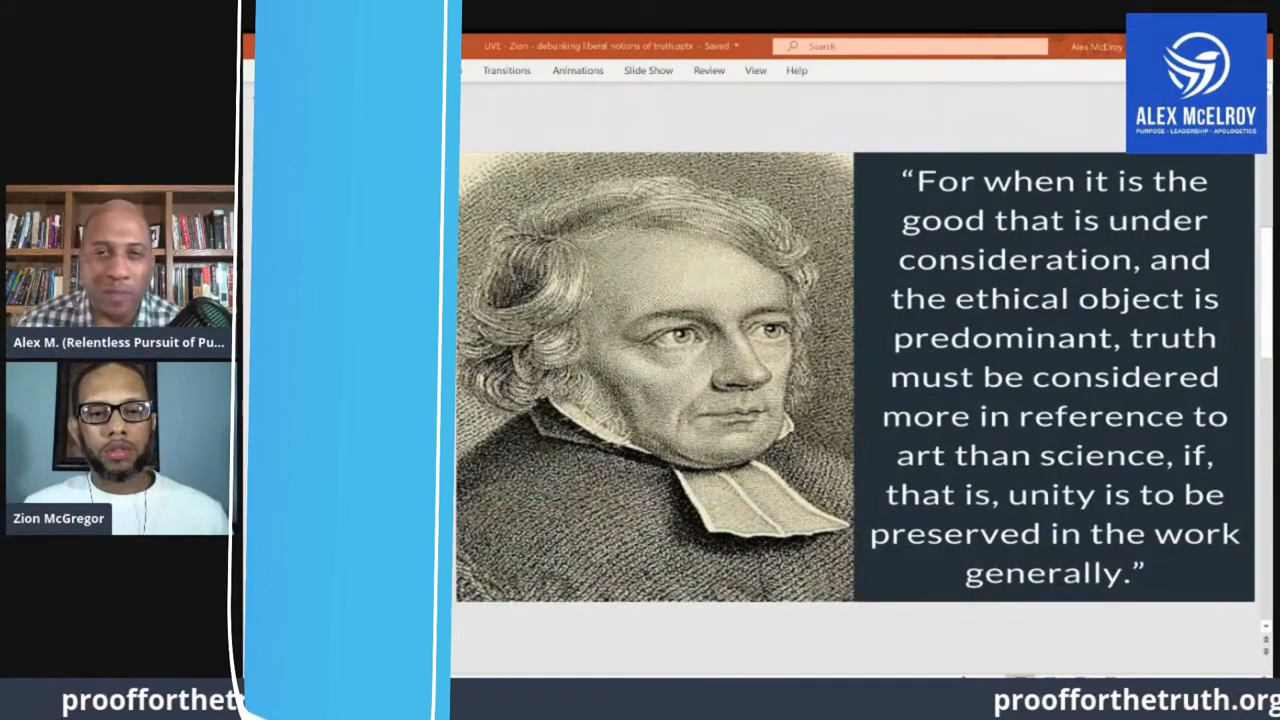 LIVE - Zion - debunking liberal notions of truth.pptx - Saved
Search
Alex McElroy
Transitions Animations Slide Show Review View Help
ALEX McELROY
PURPOSE - LEADERSHIP - APOLOGETICS
“For when it is the
good that is under
consideration, and
the ethical object is
predominant, truth
must be considered
more in reference to
art than science, if,
that is, unity is to be
preserved in the work
generally.”
Alex M. (Relentless Pursuit of Pu...
Zion McGregor
proofforthet
proofforthetruth.org